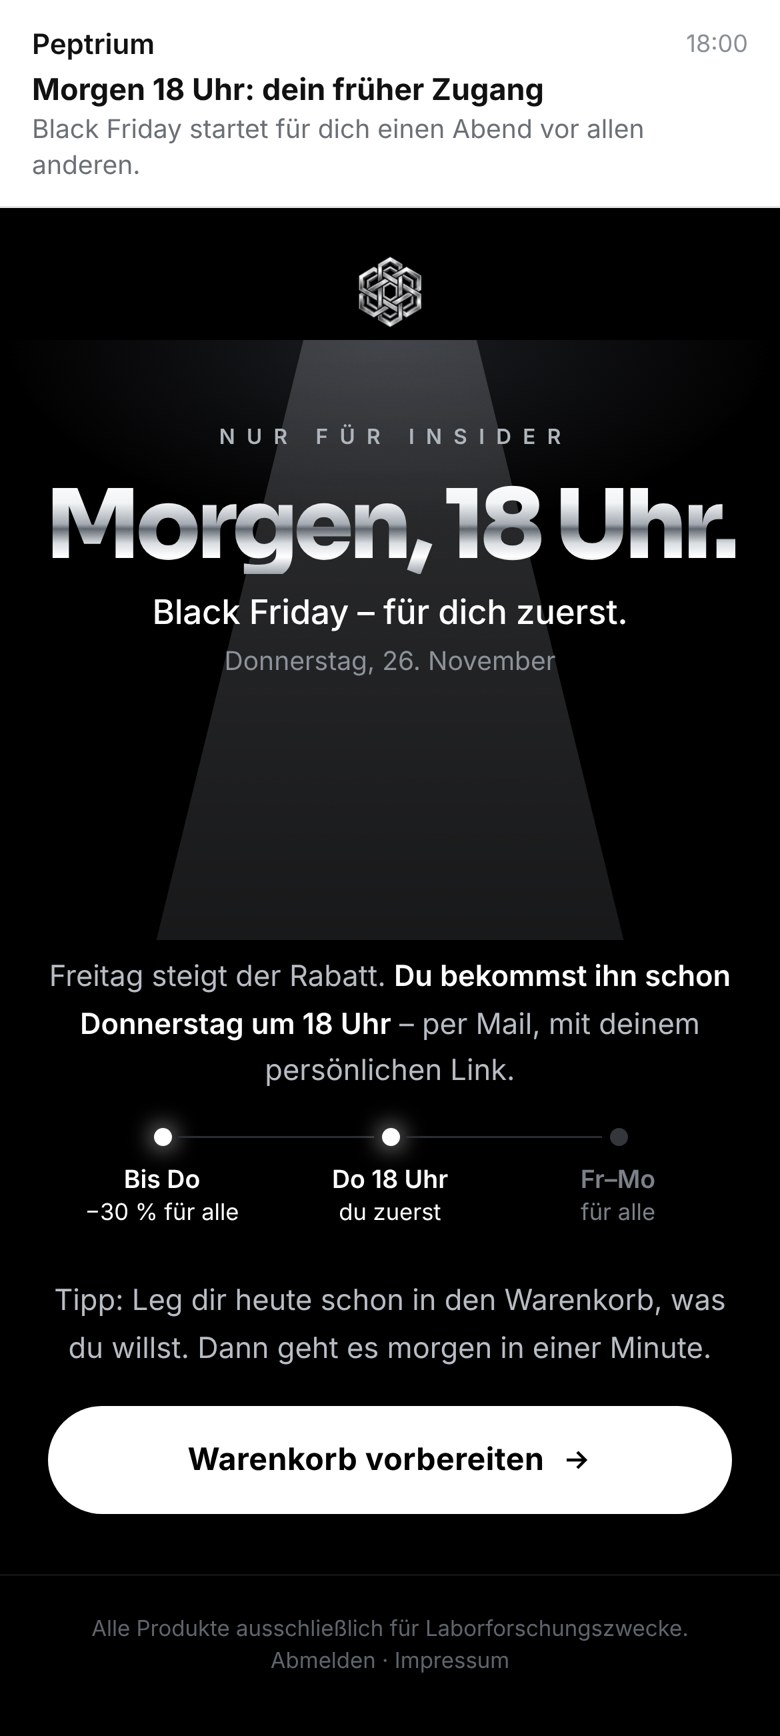 Peptrium
18:00
Morgen 18 Uhr: dein früher Zugang
Black Friday startet für dich einen Abend vor allen
anderen.
NUR FÜR INSIDER
Morgen, 18 Uhr.
Black Friday – für dich zuerst.
Donnerstag, 26. November
Freitag steigt der Rabatt. Du bekommst ihn schon
Donnerstag um 18 Uhr – per Mail, mit deinem
persönlichen Link.
Bis Do
−30 % für alle
Do 18 Uhr
du zuerst
Fr–Mo
für alle
Tipp: Leg dir heute schon in den Warenkorb, was
du willst. Dann geht es morgen in einer Minute.
Warenkorb vorbereiten →
Alle Produkte ausschließlich für Laborforschungszwecke.
Abmelden · Impressum